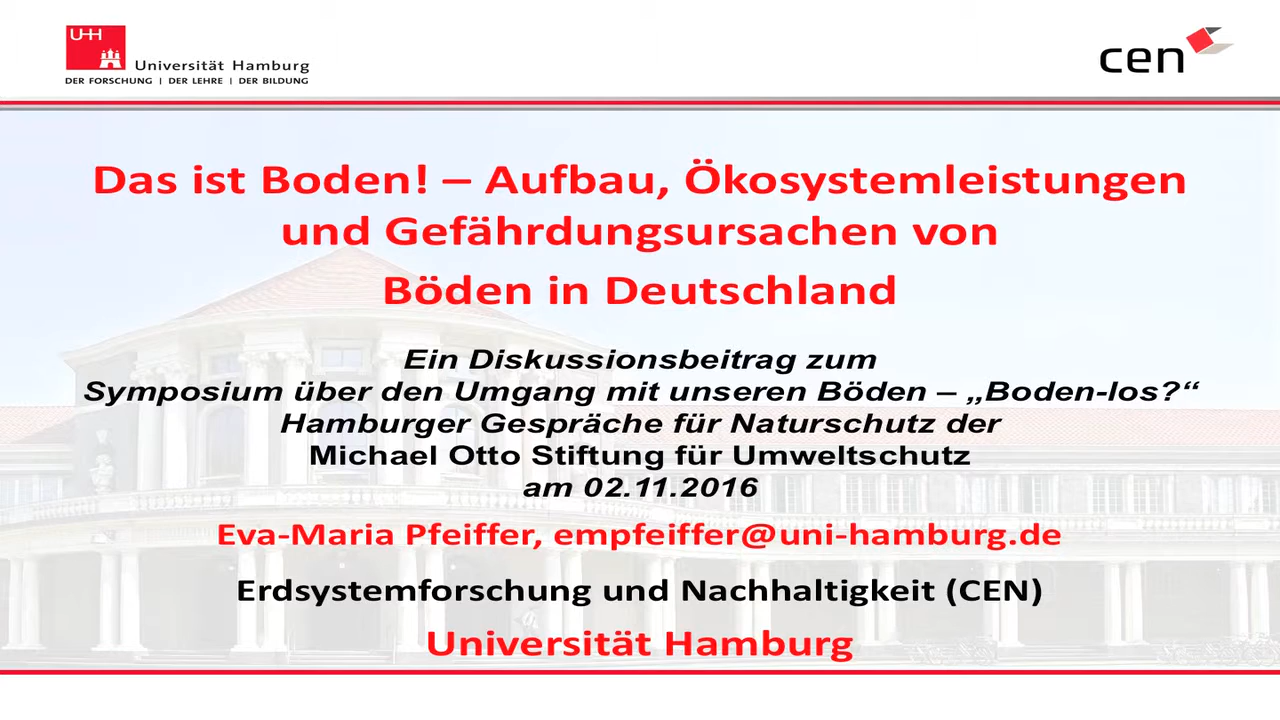 UHH
Universität Hamburg
DER FORSCHUNG | DER LEHRE | DER BILDUNG
cen
Das ist Boden! – Aufbau, Ökosystemleistungen
und Gefährdungsursachen von
Böden in Deutschland
Ein Diskussionsbeitrag zum
Symposium über den Umgang mit unseren Böden – „Boden-los?“
Hamburger Gespräche für Naturschutz der
Michael Otto Stiftung für Umweltschutz
am 02.11.2016
Eva-Maria Pfeiffer, empfeiffer@uni-hamburg.de
Erdsystemforschung und Nachhaltigkeit (CEN)
Universität Hamburg